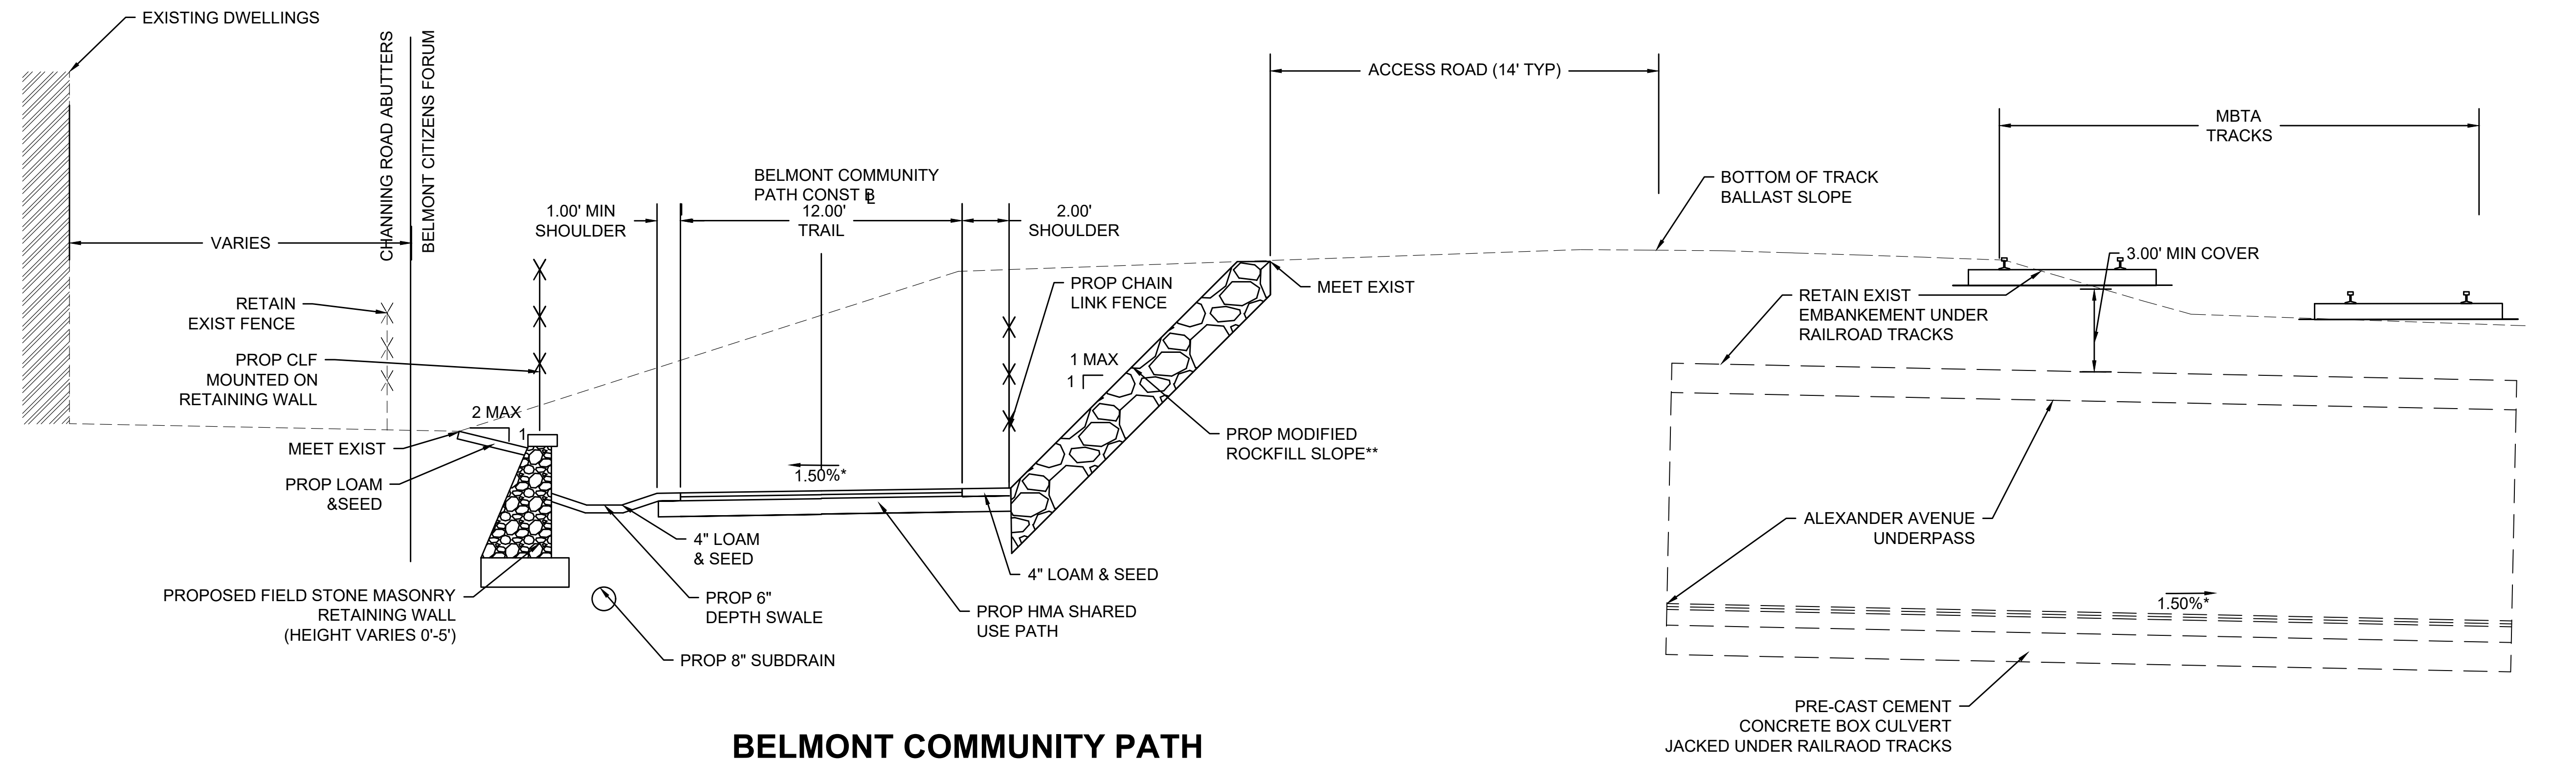 EXISTING DWELLINGS
CHANNING ROAD ABUTTERS
BELMONT CITIZENS FORUM
ACCESS ROAD (14' TYP)
MBTA
TRACKS
BELMONT COMMUNITY
PATH CONST BL
1.00' MIN
SHOULDER
12.00'
TRAIL
2.00'
SHOULDER
BOTTOM OF TRACK
BALLAST SLOPE
VARIES
3.00' MIN COVER
PROP CHAIN
LINK FENCE
MEET EXIST
RETAIN
EXIST FENCE
RETAIN EXIST
EMBANKEMENT UNDER
RAILROAD TRACKS
PROP CLF
MOUNTED ON
RETAINING WALL
1 MAX
1
2 MAX
1
MEET EXIST
PROP MODIFIED
ROCKFILL SLOPE**
PROP LOAM
&SEED
1.50%*
ALEXANDER AVENUE
UNDERPASS
4" LOAM
& SEED
4" LOAM & SEED
PROPOSED FIELD STONE MASONRY
RETAINING WALL
(HEIGHT VARIES 0'-5')
PROP 6"
DEPTH SWALE
PROP HMA SHARED
USE PATH
1.50%*
PROP 8" SUBDRAIN
PRE-CAST CEMENT
CONCRETE BOX CULVERT
JACKED UNDER RAILRAOD TRACKS
BELMONT COMMUNITY PATH